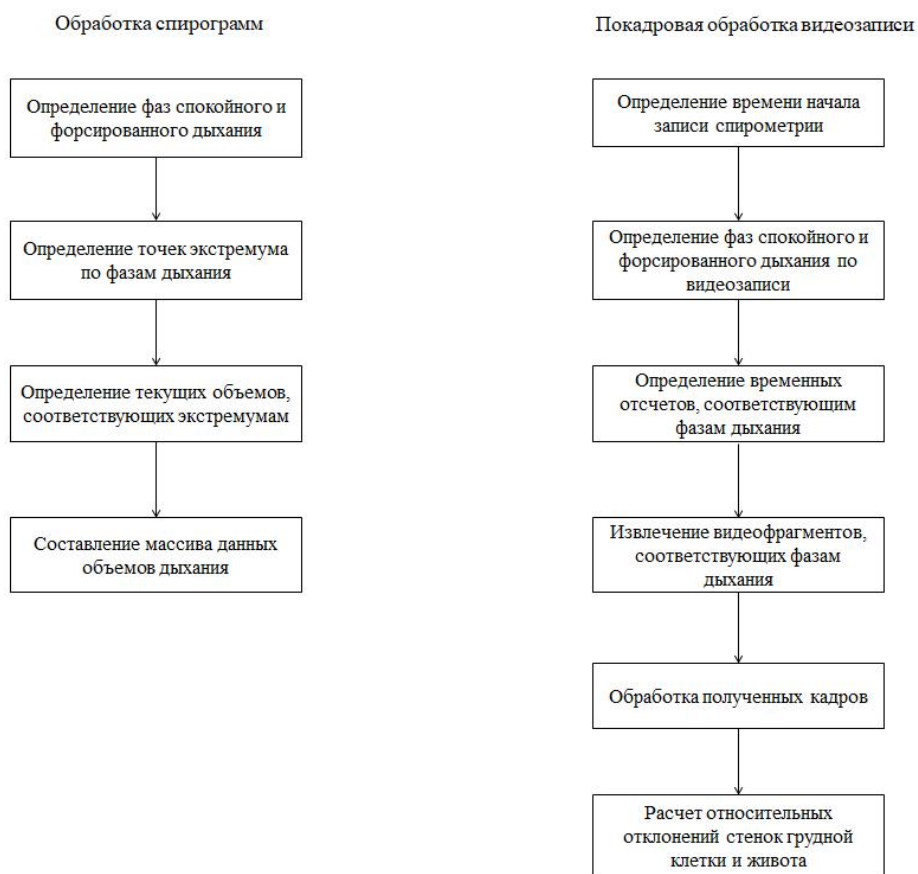 Обработка спирограмм
Определение фаз спокойного и
форсированного дыхания
Определение точек экстремума
по фазам дыхания
Определение текущих объемов,
соответствующих экстремумам
Составление массива данных
объемов дыхания
Покадровая обработка видеозаписи
Определение времени начала
записи спирометрии
Определение фаз спокойного и
форсированного дыхания по
видеозаписи
Определение временных
отсчетов, соответствующим
фазам дыхания
Извлечение видеофрагментов,
соответствующих фазам
дыхания
Обработка полученных кадров
Расчет относительных
отклонений стенок грудной
клетки и живота